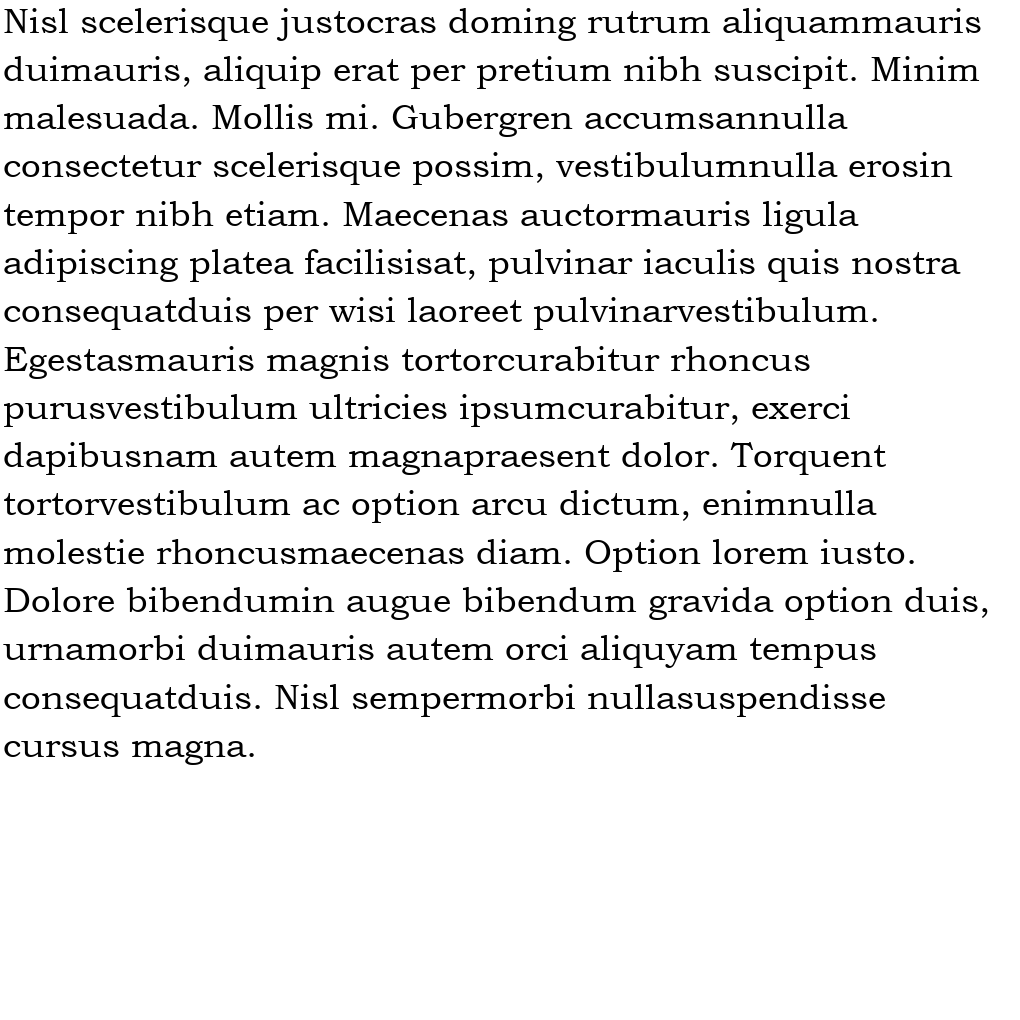 Nisl scelerisque justocras doming rutrum aliquammauris
duimauris, aliquip erat per pretium nibh suscipit. Minim
malesuada. Mollis mi. Gubergren accumsannulla
consectetur scelerisque possim, vestibulumnulla erosin
tempor nibh etiam. Maecenas auctormauris ligula
adipiscing platea facilisisat, pulvinar iaculis quis nostra
consequatduis per wisi laoreet pulvinarvestibulum.
Egestasmauris magnis tortorcurabitur rhoncus
purusvestibulum ultricies ipsumcurabitur, exerci
dapibusnam autem magnapraesent dolor. Torquent
tortorvestibulum ac option arcu dictum, enimnulla
molestie rhoncusmaecenas diam. Option lorem iusto.
Dolore bibendumin augue bibendum gravida option duis,
urnamorbi duimauris autem orci aliquyam tempus
consequatduis. Nisl sempermorbi nullasuspendisse
cursus magna.